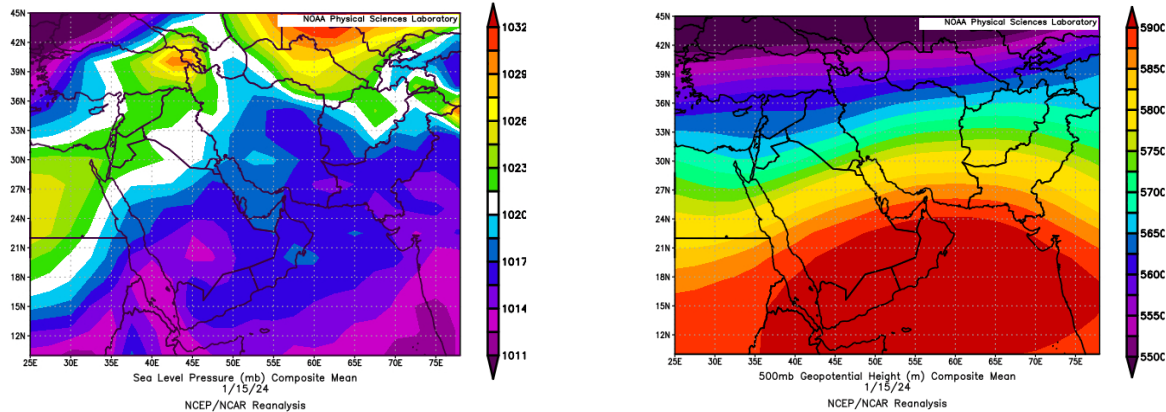 NOAA Physical Sciences Laboratory
45N
42N
39N
36N
33N
30N
27N
24N
21N
18N
15N
12N
25E 30E 35E 40E 45E 50E 55E 60E 65E 70E 75E
1032
1029
1026
1023
1020
1017
1014
1011
Sea Level Pressure (mb) Composite Mean
1/15/24
NCEP/NCAR Reanalysis
NOAA Physical Sciences Laboratory
45N
42N
39N
36N
33N
30N
27N
24N
21N
18N
15N
12N
25E 30E 35E 40E 45E 50E 55E 60E 65E 70E 75E
5900
5850
5800
5750
5700
5650
5600
5550
5500
500mb Geopotential Height (m) Composite Mean
1/15/24
NCEP/NCAR Reanalysis